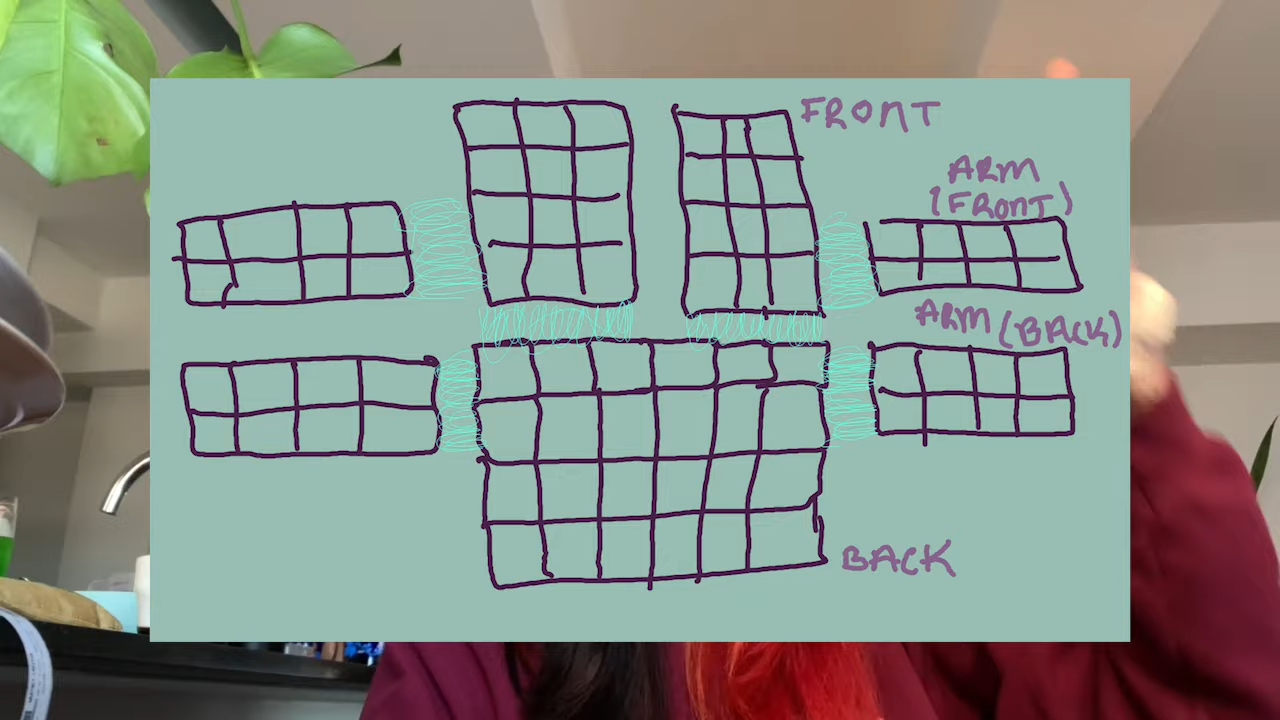 FRONT
ARM
(FRONT)
ARM (BACK)
BACK